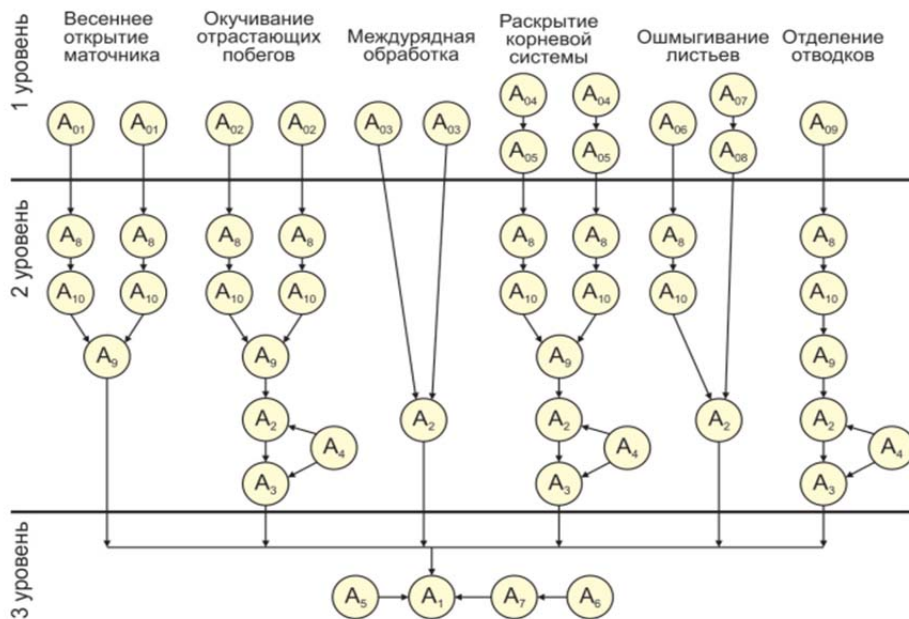 Весеннее открытие маточника
Окучивание отрастающих побегов
Междурядная обработка
Раскрытие корневой системы
Ошмыгивание листьев
Отделение отводков
1 уровень
A04 A04 A07
A01 A01 A02 A02 A03 A03 A06 A09
A05 A05 A08
2 уровень
A8 A8 A8 A8 A8 A8 A8 A8
A10 A10 A10 A10 A10 A10 A10 A10
A9 A9 A9 A9
A2 A2 A2 A2 A2
A4 A4 A4
A3 A3 A3
3 уровень
A5 A1 A7 A6